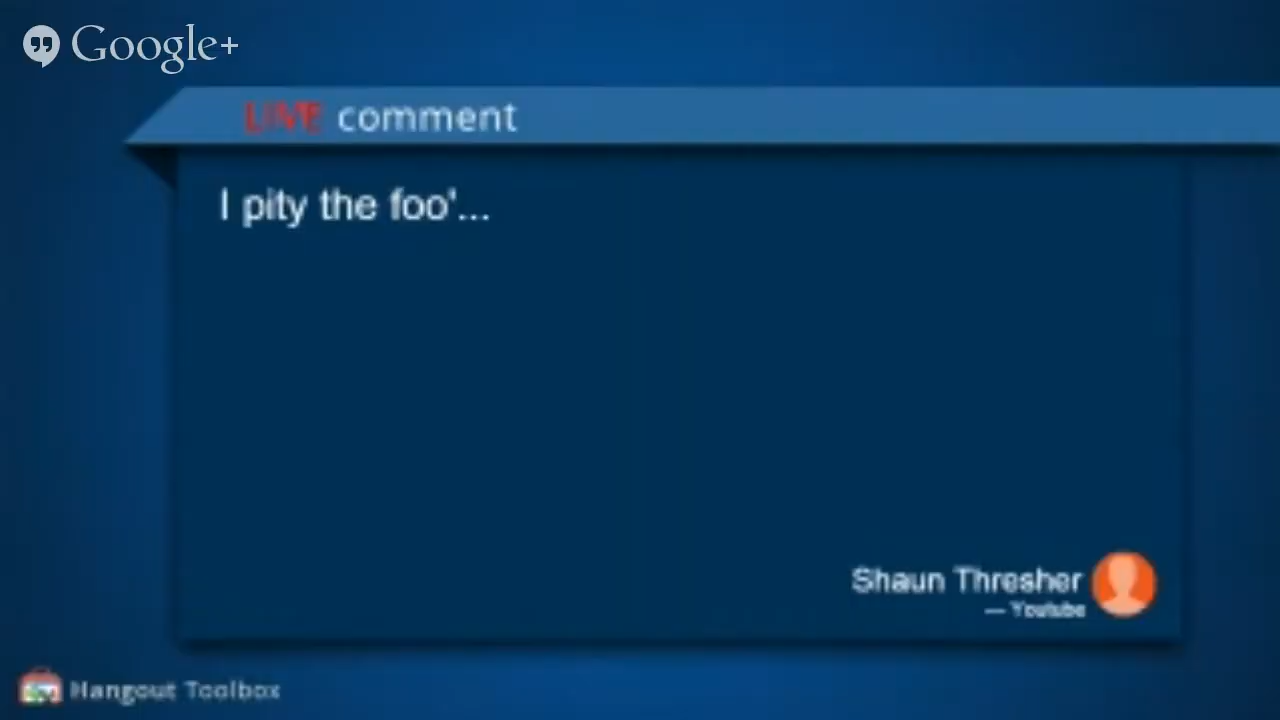 Google+
LIVE comment
I pity the foo'...
Shaun Thresher
— Youtube
Hangout Toolbox